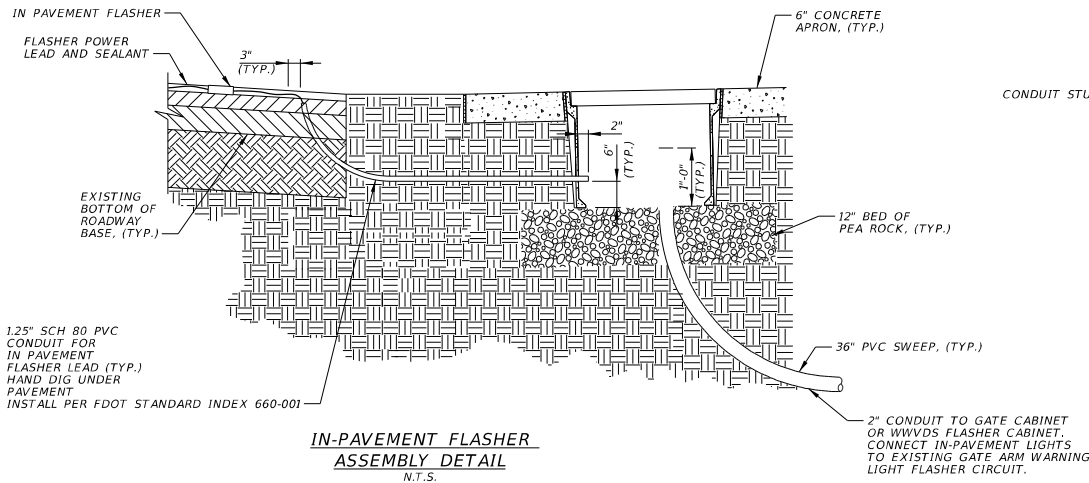 IN PAVEMENT FLASHER
FLASHER POWER
LEAD AND SEALANT
3"
(TYP.)
6" CONCRETE
APRON, (TYP.)
CONDUIT STU
2"
6"
(TYP.)
1'-0"
(TYP.)
EXISTING
BOTTOM OF
ROADWAY
BASE, (TYP.)
12" BED OF
PEA ROCK, (TYP.)
1.25" SCH 80 PVC
CONDUIT FOR
IN PAVEMENT
FLASHER LEAD (TYP.)
HAND DIG UNDER
PAVEMENT
INSTALL PER FDOT STANDARD INDEX 660-001
36" PVC SWEEP, (TYP.)
2" CONDUIT TO GATE CABINET
OR WWVDS FLASHER CABINET.
CONNECT IN-PAVEMENT LIGHTS
TO EXISTING GATE ARM WARNING
LIGHT FLASHER CIRCUIT.
IN-PAVEMENT FLASHER
ASSEMBLY DETAIL
N.T.S.